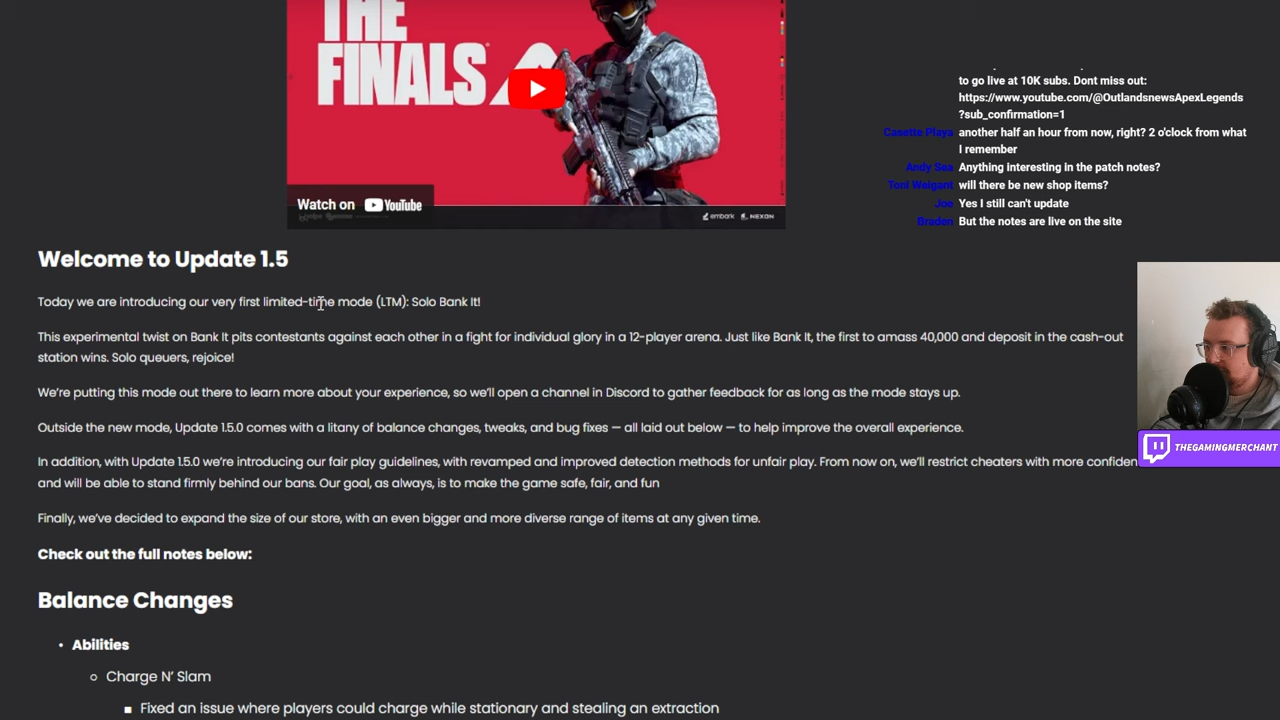 THE
FINALS
Watch on YouTube
embark NEXON
to go live at 10K subs. Dont miss out:
https://www.youtube.com/@OutlandsnewsApexLegends
?sub_confirmation=1
Casette Playa another half an hour from now, right? 2 o'clock from what
I remember
Andy Sea Anything interesting in the patch notes?
Toni Weigant will there be new shop items?
Joe Yes I still can't update
Braden But the notes are live on the site
THEGAMINGMERCHANT
Welcome to Update 1.5
Today we are introducing our very first limited-time mode (LTM): Solo Bank It!
This experimental twist on Bank It pits contestants against each other in a fight for individual glory in a 12-player arena. Just like Bank It, the first to amass 40,000 and deposit in the cash-out
station wins. Solo queuers, rejoice!
We're putting this mode out there to learn more about your experience, so we'll open a channel in Discord to gather feedback for as long as the mode stays up.
Outside the new mode, Update 1.5.0 comes with a litany of balance changes, tweaks, and bug fixes — all laid out below — to help improve the overall experience.
In addition, with Update 1.5.0 we're introducing our fair play guidelines, with revamped and improved detection methods for unfair play. From now on, we'll restrict cheaters with more confiden
and will be able to stand firmly behind our bans. Our goal, as always, is to make the game safe, fair, and fun
Finally, we've decided to expand the size of our store, with an even bigger and more diverse range of items at any given time.
Check out the full notes below:
Balance Changes
• Abilities
○ Charge N' Slam
■ Fixed an issue where players could charge while stationary and stealing an extraction